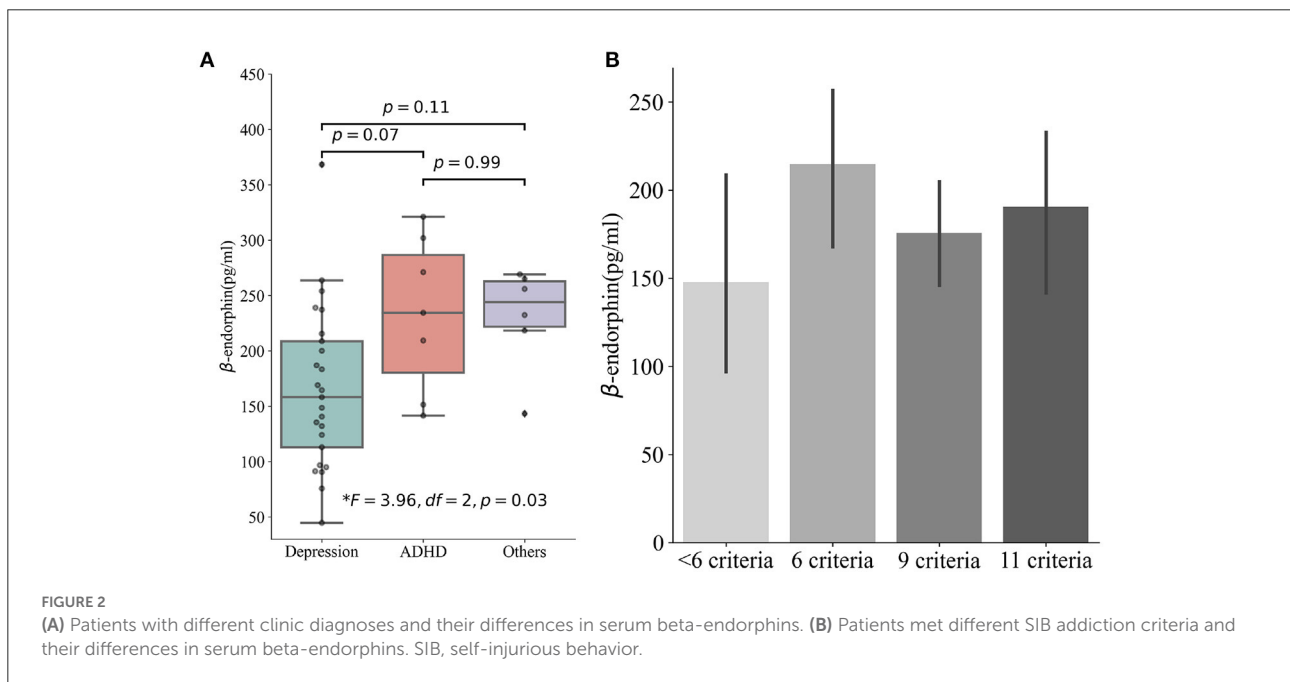 A
450
400
350
300
250
200
150
100
50
β-endorphin(pg/ml)
p = 0.11
p = 0.07
p = 0.99
*F = 3.96, df = 2, p = 0.03
Depression
ADHD
Others
B
250
200
150
100
50
0
β-endorphin(pg/ml)
<6 criteria
6 criteria
9 criteria
11 criteria
FIGURE 2
(A) Patients with different clinic diagnoses and their differences in serum beta-endorphins. (B) Patients met different SIB addiction criteria and
their differences in serum beta-endorphins. SIB, self-injurious behavior.